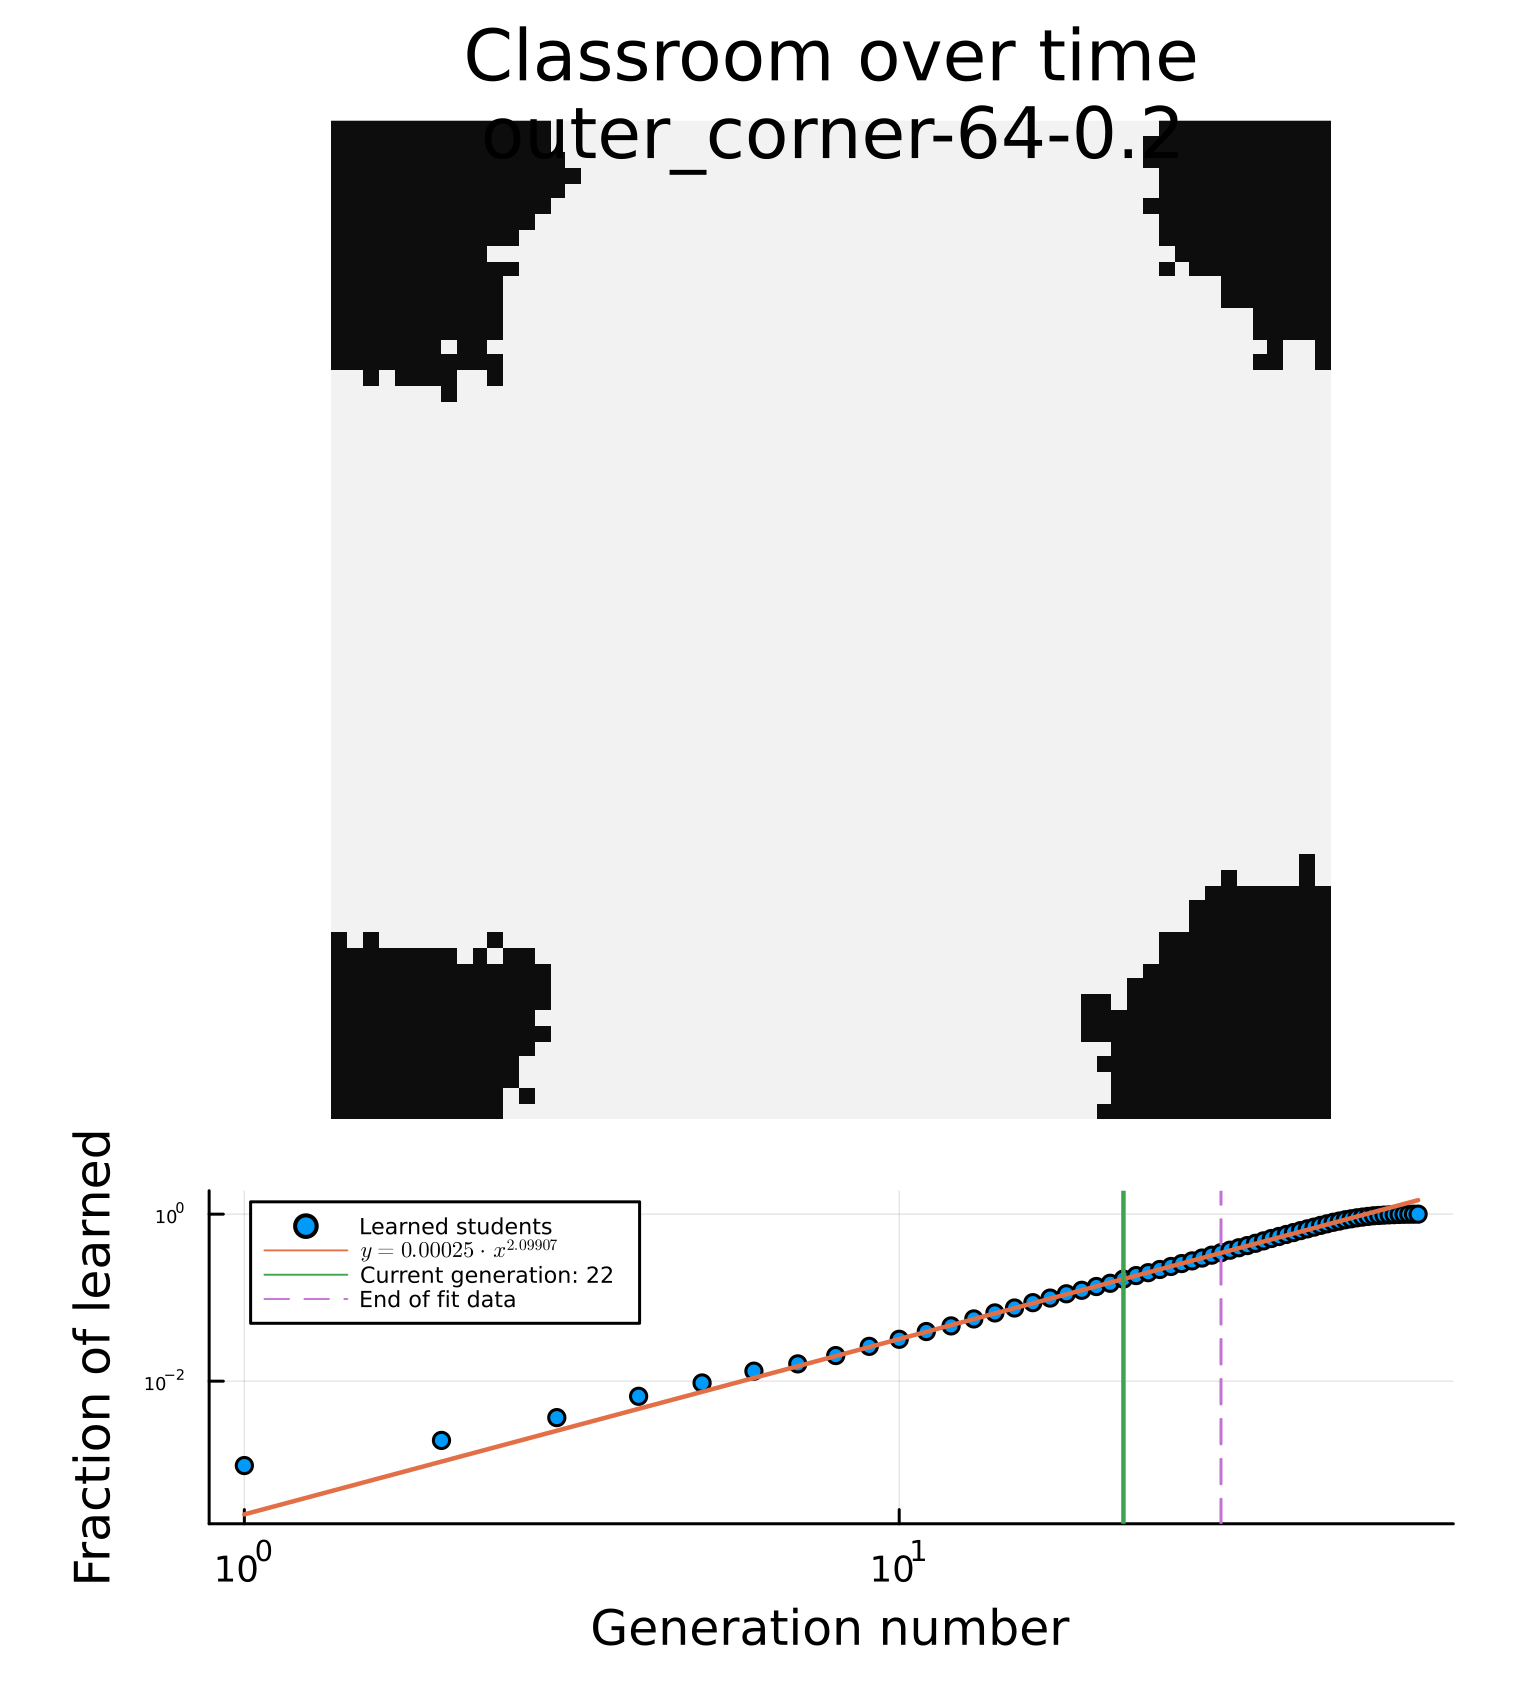 Classroom over time
outer_corner-64-0.2
Fraction of learned
10⁰
10⁻²
Learned students
y = 0.00025 · x^2.09907
Current generation: 22
End of fit data
10⁰
10¹
Generation number